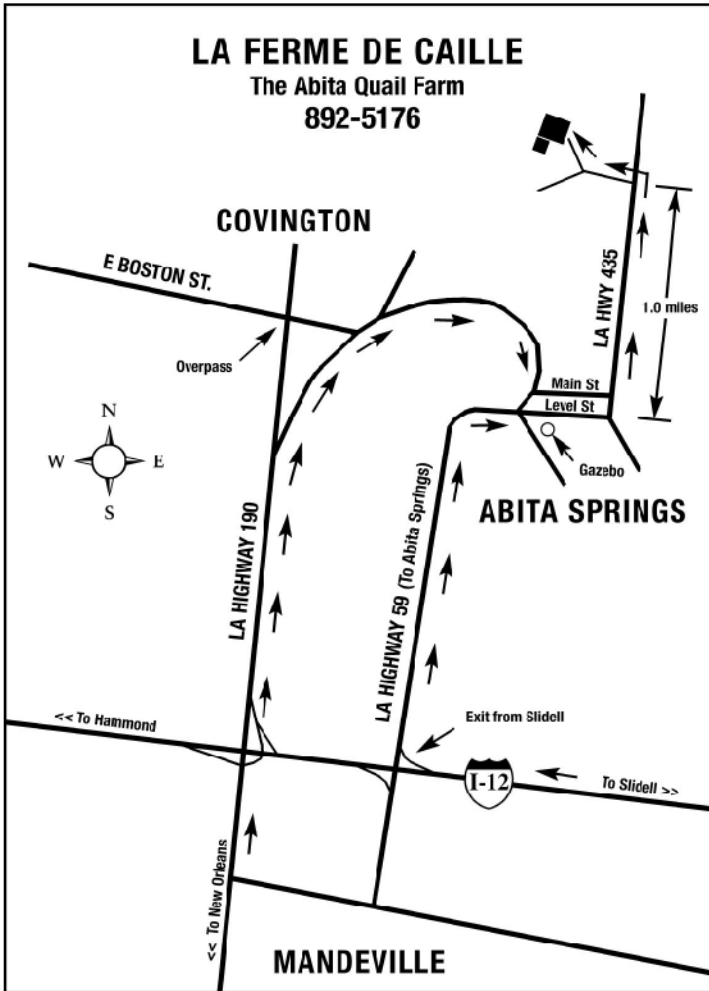 LA FERME DE CAILLE
The Abita Quail Farm
892-5176
COVINGTON
E BOSTON ST.
Overpass
LA HWY 435
1.0 miles
Main St
Level St
Gazebo
N
W
E
S
ABITA SPRINGS
LA HIGHWAY 190
LA HIGHWAY 59 (To Abita Springs)
<< To Hammond
Exit from Slidell
I-12
To Slidell >>
<< To New Orleans
MANDEVILLE